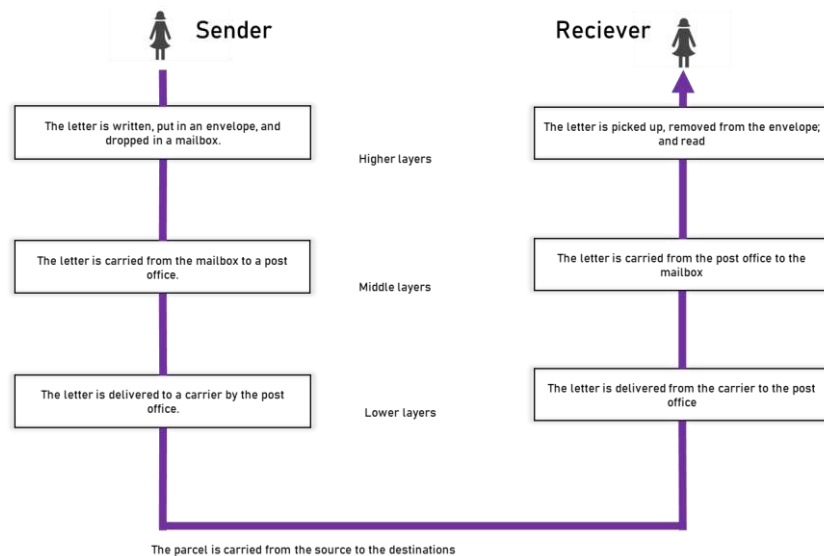 Sender
Reciever
The letter is written, put in an envelope, and
dropped in a mailbox.
The letter is picked up, removed from the envelope;
and read
Higher layers
The letter is carried from the mailbox to a post
office.
The letter is carried from the post office to the
mailbox
Middle layers
The letter is delivered to a carrier by the post
office.
The letter is delivered from the carrier to the post
office
Lower layers
The parcel is carried from the source to the destinations